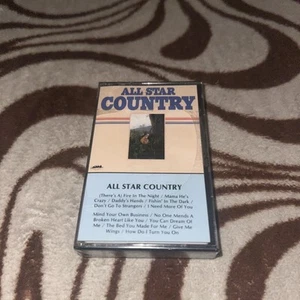 ALL STAR
COUNTRY
ALL STAR COUNTRY
(There's A) Fire In The Night / Mama He's
Crazy / Daddy's Hands / Fishin' In The Dark /
Don't Go To Strangers / I Need More Of You
Mind Your Own Business / No One Mends A
Broken Heart Like You / You Can Dream Of
Me / The Bed You Made For Me / Give Me
Wings / How Do I Turn You On